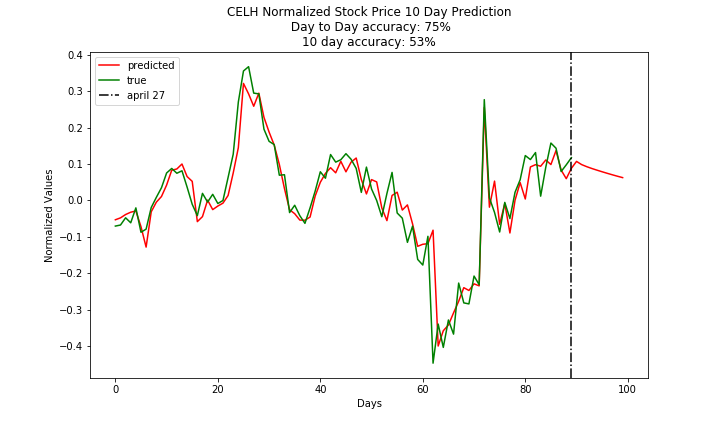 CELH Normalized Stock Price 10 Day Prediction
Day to Day accuracy: 75%
10 day accuracy: 53%
predicted
true
april 27
0.4
0.3
0.2
0.1
0.0
−0.1
−0.2
−0.3
−0.4
Normalized Values
0 20 40 60 80 100
Days